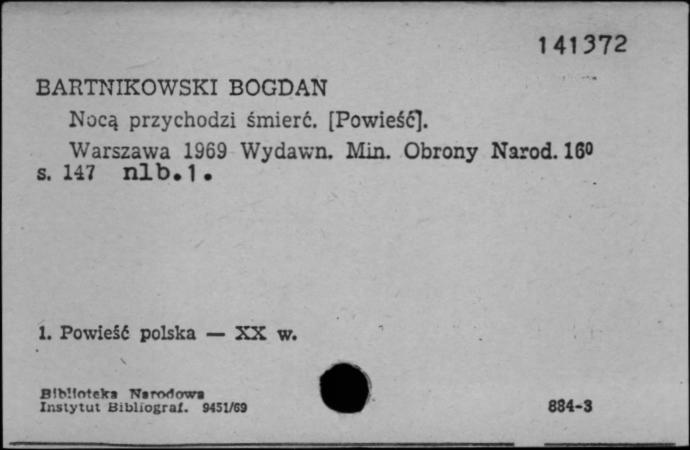 141372
BARTNIKOWSKI BOGDAN
Nocą przychodzi śmierć. [Powieść].
Warszawa 1969 Wydawn. Min. Obrony Narod. 16⁰
s. 147 nlb. 1.
1. Powieść polska — XX w.
Biblioteka Narodowa
Instytut Bibliograf. 9451/69
884-3